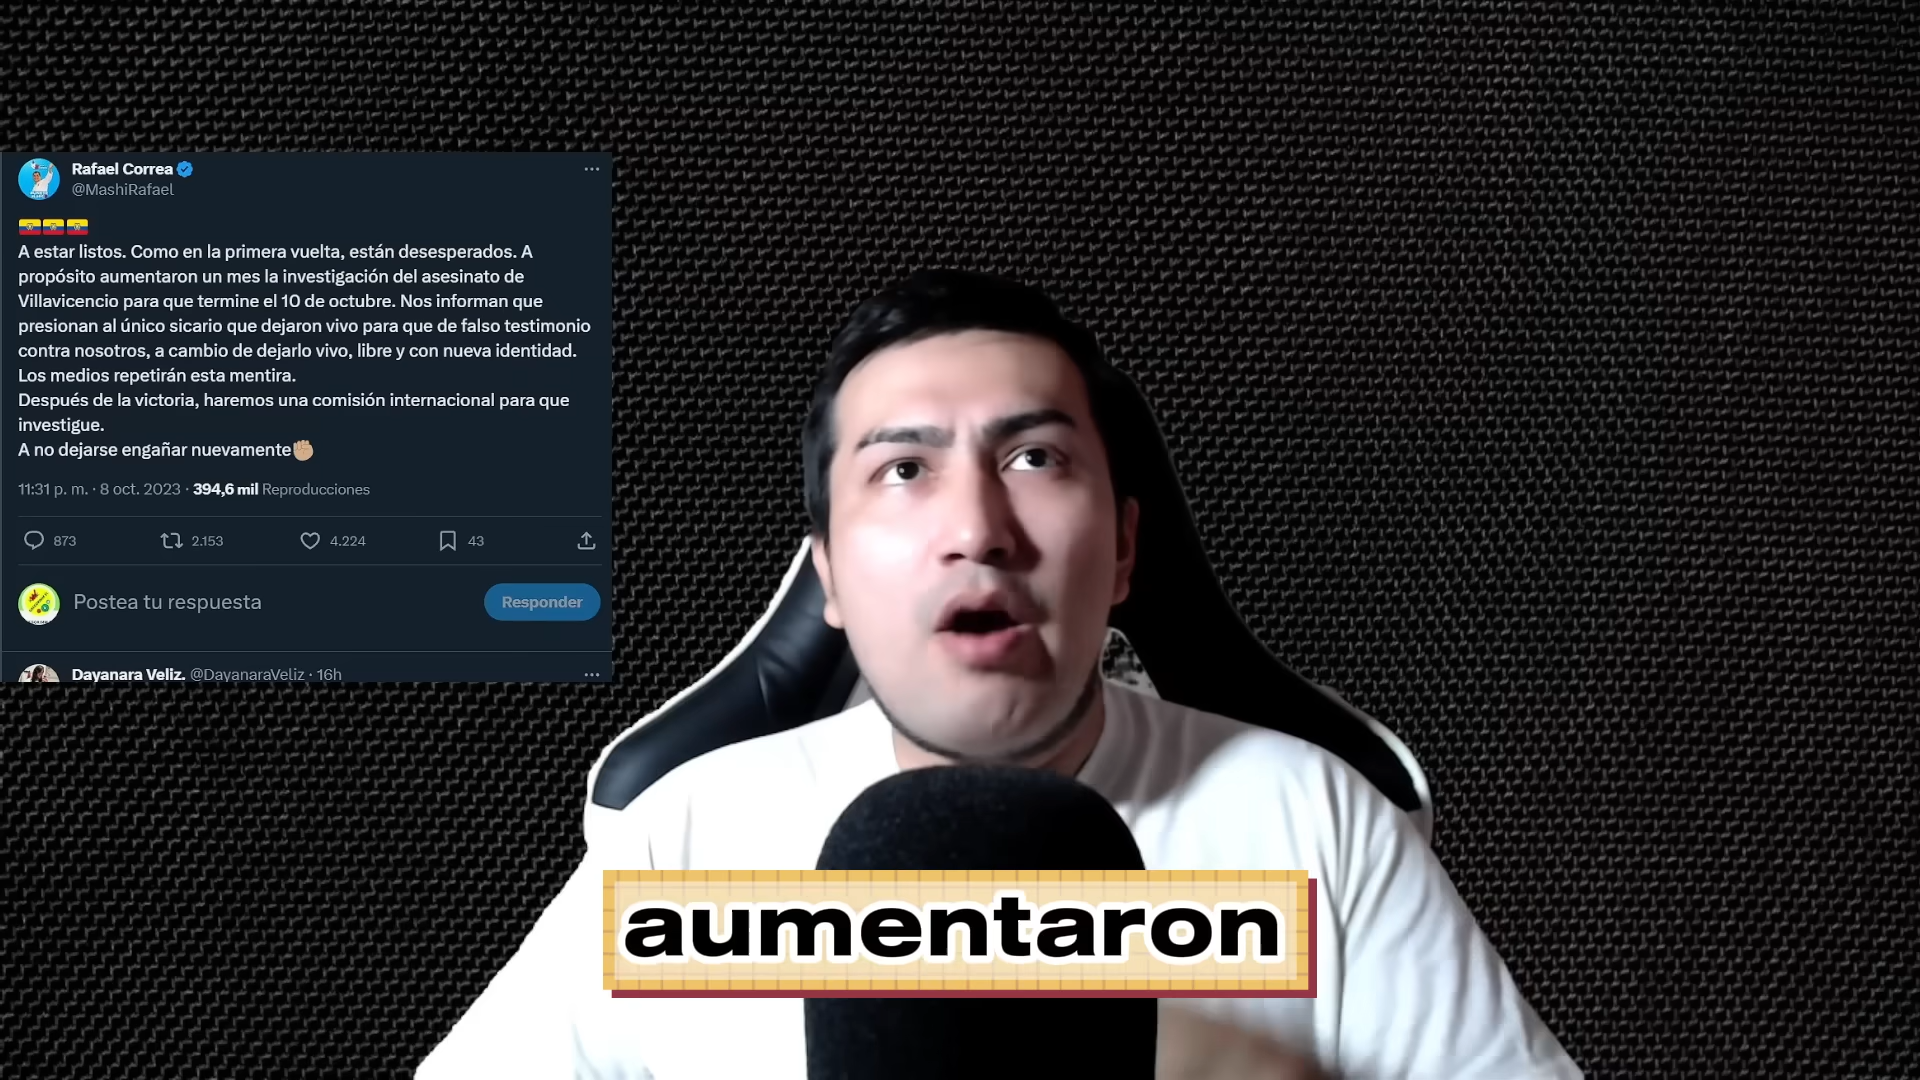 Rafael Correa
@MashiRafael
A estar listos. Como en la primera vuelta, están desesperados. A
propósito aumentaron un mes la investigación del asesinato de
Villavicencio para que termine el 10 de octubre. Nos informan que
presionan al único sicario que dejaron vivo para que de falso testimonio
contra nosotros, a cambio de dejarlo vivo, libre y con nueva identidad.
Los medios repetirán esta mentira.
Después de la victoria, haremos una comisión internacional para que
investigue.
A no dejarse engañar nuevamente✊🏼
11:31 p. m. · 8 oct. 2023 · 394,6 mil Reproducciones
873 2.153 4.224 43
Postea tu respuesta Responder
Dayanara Veliz. @DayanaraVeliz · 16h
aumentaron